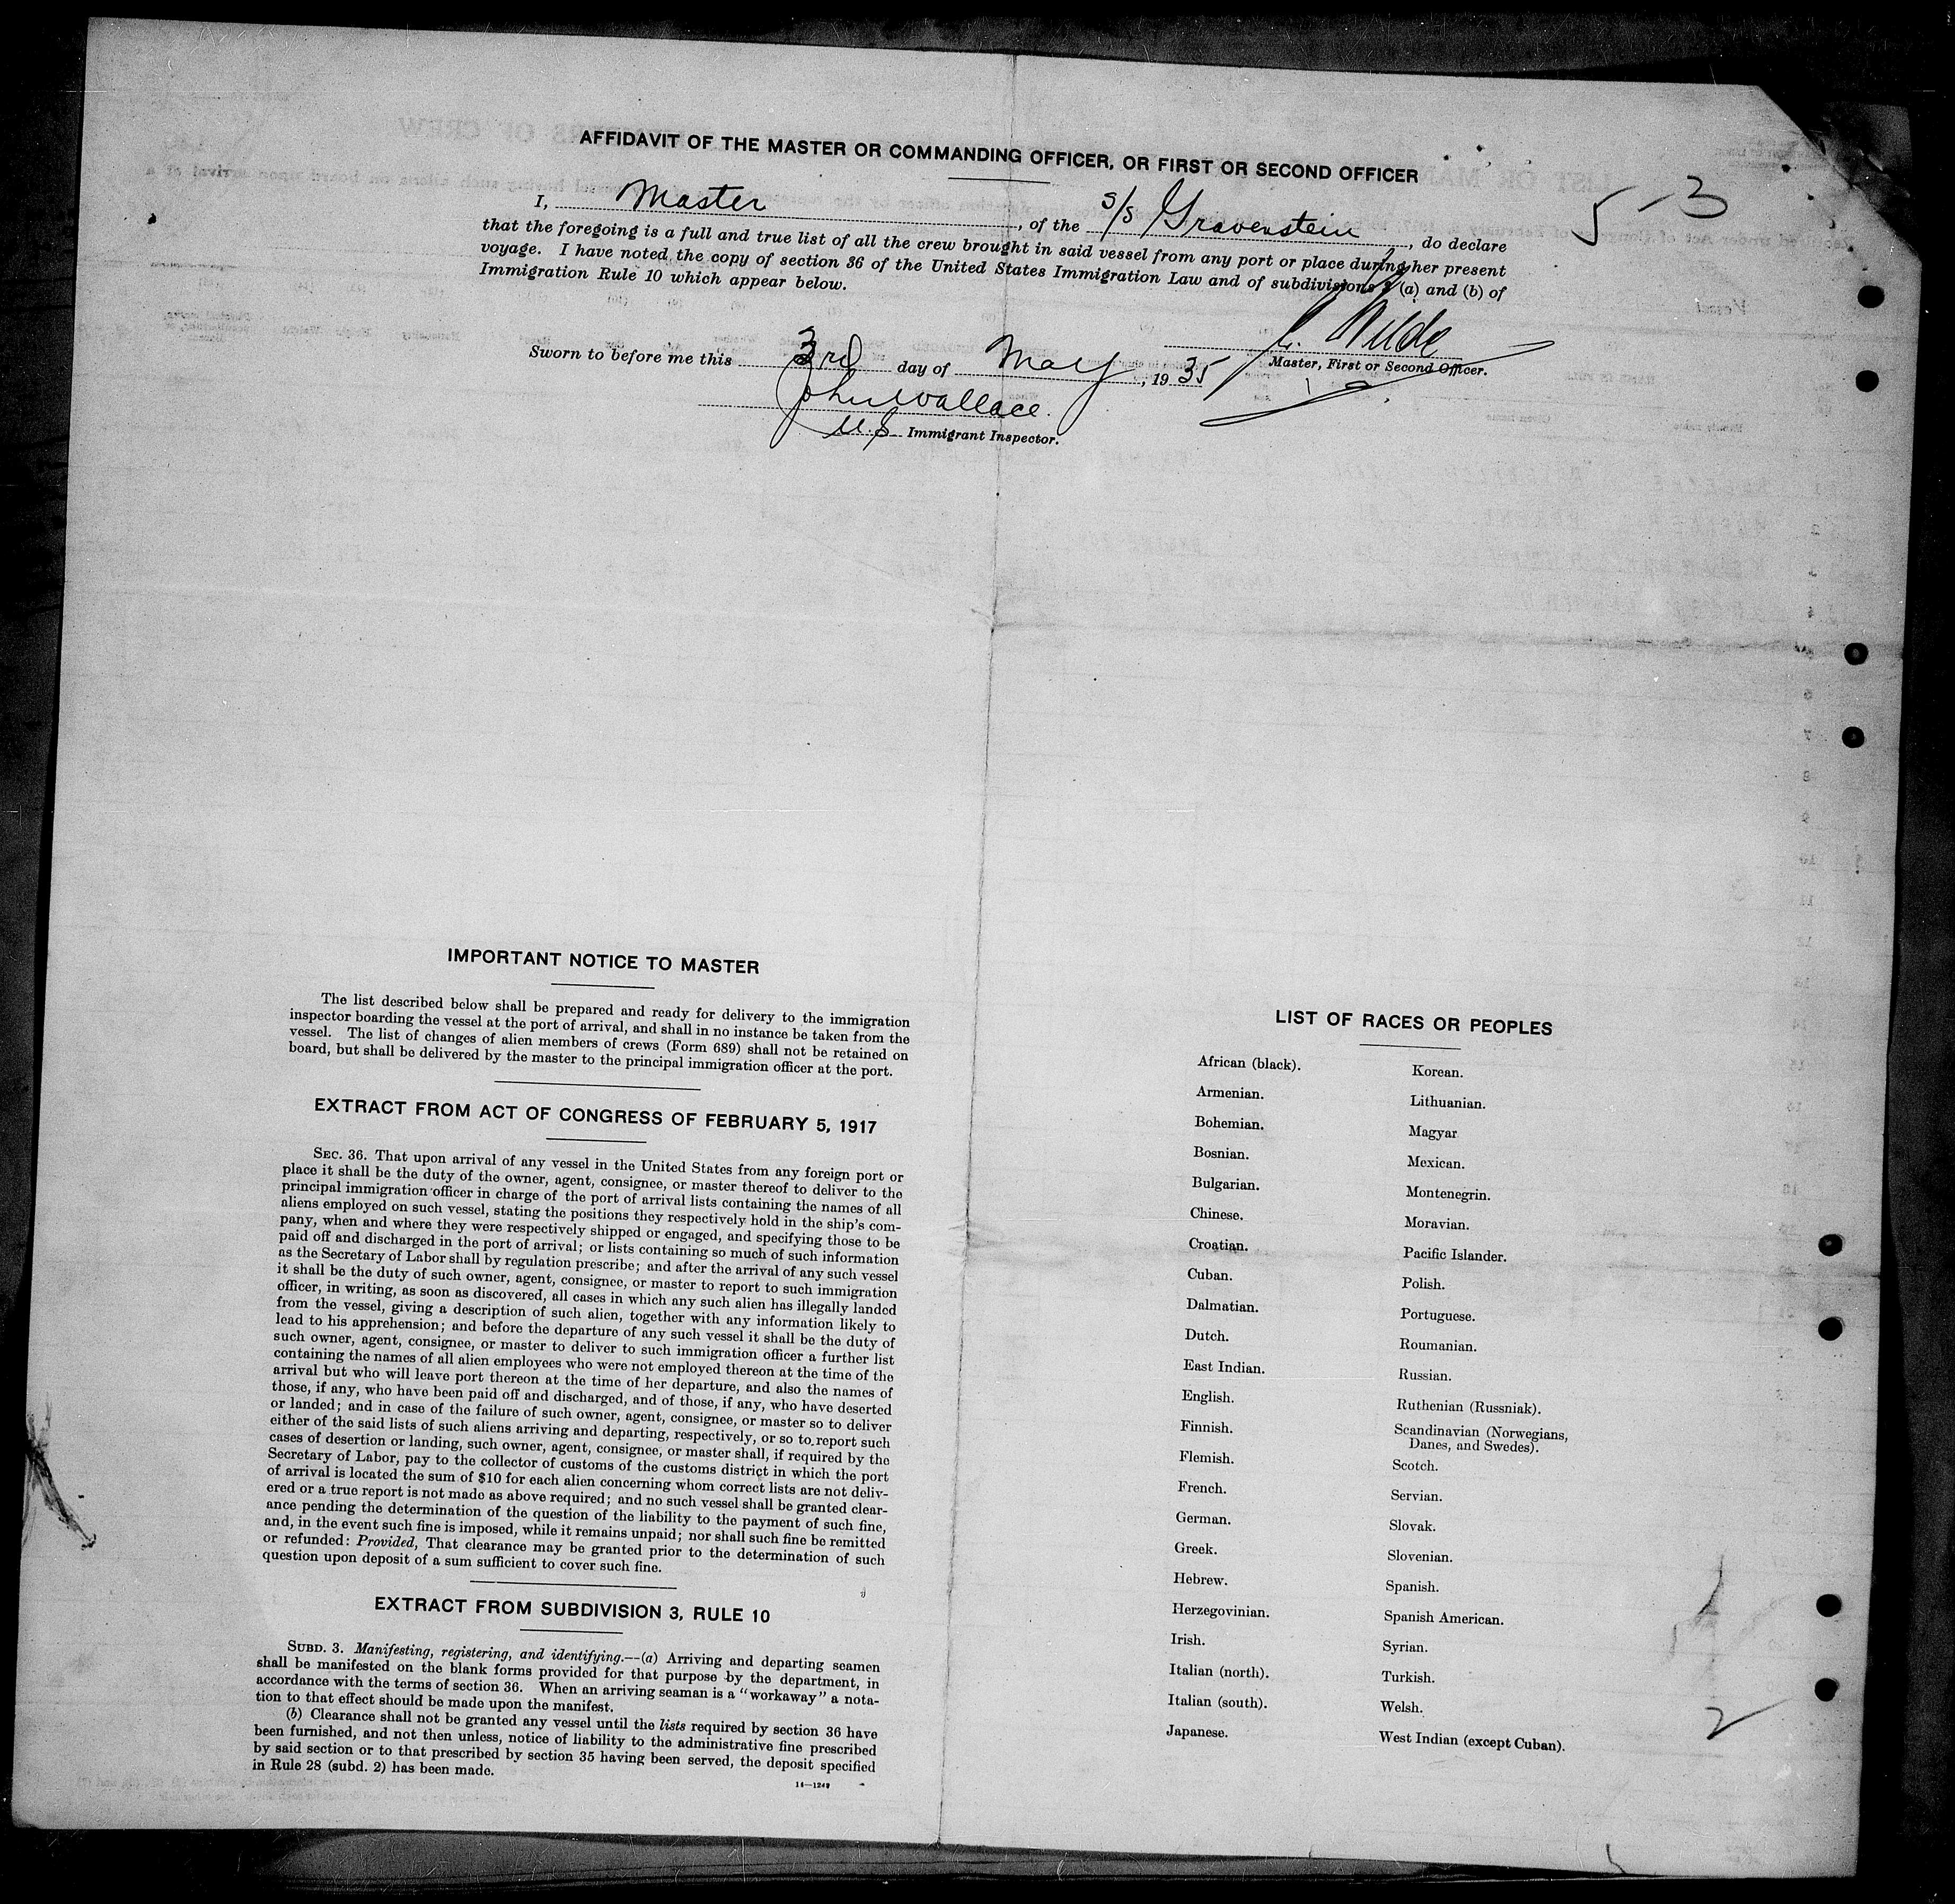 AFFIDAVIT OF THE MASTER OR COMMANDING OFFICER, OR FIRST OR SECOND OFFICER
5-3
I, Master, of the S/S Gravenstein, do declare
that the foregoing is a full and true list of all the crew brought in said vessel from any port or place during her present
voyage. I have noted the copy of section 36 of the United States Immigration Law and of subdivisions 3 (a) and (b) of
Immigration Rule 10 which appear below.
Wilde
Master, First or Second Officer.
Sworn to before me this 3rd day of May, 1935
John Wallace.
U.S Immigrant Inspector.
IMPORTANT NOTICE TO MASTER
The list described below shall be prepared and ready for delivery to the immigration
inspector boarding the vessel at the port of arrival, and shall in no instance be taken from the
vessel. The list of changes of alien members of crews (Form 689) shall not be retained on
board, but shall be delivered by the master to the principal immigration officer at the port.
EXTRACT FROM ACT OF CONGRESS OF FEBRUARY 5, 1917
SEC. 36. That upon arrival of any vessel in the United States from any foreign port or
place it shall be the duty of the owner, agent, consignee, or master thereof to deliver to the
principal immigration officer in charge of the port of arrival lists containing the names of all
aliens employed on such vessel, stating the positions they respectively hold in the ship's com-
pany, when and where they were respectively shipped or engaged, and specifying those to be
paid off and discharged in the port of arrival; or lists containing so much of such information
as the Secretary of Labor shall by regulation prescribe; and after the arrival of any such vessel
it shall be the duty of such owner, agent, consignee, or master to report to such immigration
officer, in writing, as soon as discovered, all cases in which any such alien has illegally landed
from the vessel, giving a description of such alien, together with any information likely to
lead to his apprehension; and before the departure of any such vessel it shall be the duty of
such owner, agent, consignee, or master to deliver to such immigration officer a further list
containing the names of all alien employees who were not employed thereon at the time of the
arrival but who will leave port thereon at the time of her departure, and also the names of
those, if any, who have been paid off and discharged, and of those, if any, who have deserted
or landed; and in case of the failure of such owner, agent, consignee, or master so to deliver
either of the said lists of such aliens arriving and departing, respectively, or so to report such
cases of desertion or landing, such owner, agent, consignee, or master shall, if required by the
Secretary of Labor, pay to the collector of customs of the customs district in which the port
of arrival is located the sum of $10 for each alien concerning whom correct lists are not deliv-
ered or a true report is not made as above required; and no such vessel shall be granted clear-
ance pending the determination of the question of the liability to the payment of such fine,
and, in the event such fine is imposed, while it remains unpaid; nor shall such fine be remitted
or refunded: Provided, That clearance may be granted prior to the determination of such
question upon deposit of a sum sufficient to cover such fine.
EXTRACT FROM SUBDIVISION 3, RULE 10
SUBD. 3. Manifesting, registering, and identifying.—(a) Arriving and departing seamen
shall be manifested on the blank forms provided for that purpose by the department, in
accordance with the terms of section 36. When an arriving seaman is a "workaway" a nota-
tion to that effect should be made upon the manifest.
(b) Clearance shall not be granted any vessel until the lists required by section 36 have
been furnished, and not then unless, notice of liability to the administrative fine prescribed
by said section or to that prescribed by section 35 having been served, the deposit specified
in Rule 28 (subd. 2) has been made.
14—1249
LIST OF RACES OR PEOPLES
African (black).
Armenian.
Bohemian.
Bosnian.
Bulgarian.
Chinese.
Croatian.
Cuban.
Dalmatian.
Dutch.
East Indian.
English.
Finnish.
Flemish.
French.
German.
Greek.
Hebrew.
Herzegovinian.
Irish.
Italian (north).
Italian (south).
Japanese.
Korean.
Lithuanian.
Magyar
Mexican.
Montenegrin.
Moravian.
Pacific Islander.
Polish.
Portuguese.
Roumanian.
Russian.
Ruthenian (Russniak).
Scandinavian (Norwegians,
Danes, and Swedes).
Scotch.
Servian.
Slovak.
Slovenian.
Spanish.
Spanish American.
Syrian.
Turkish.
Welsh.
West Indian (except Cuban).
2